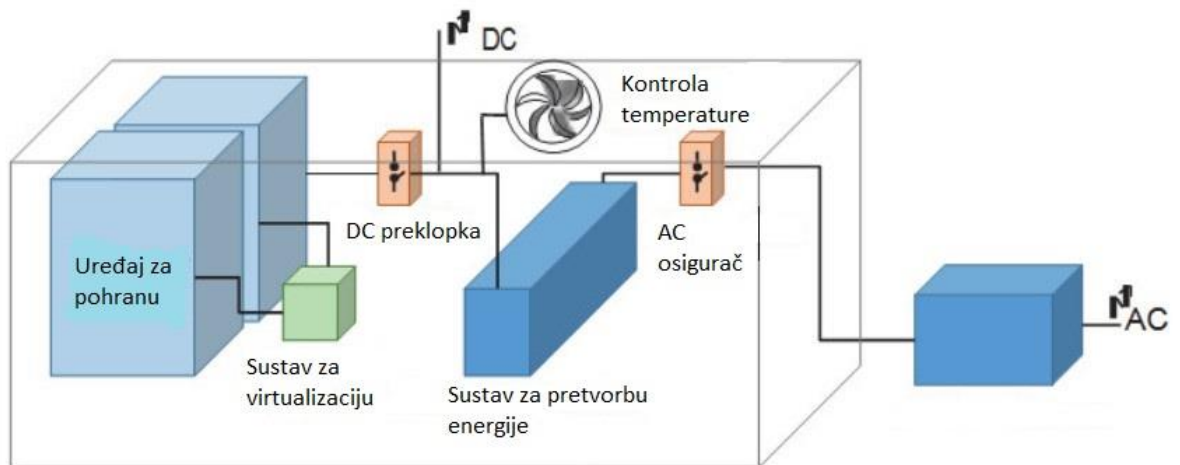 DC
Kontrola
temperature
DC preklopka
AC
osigurač
Uređaj za
pohranu
Sustav za
virtualizaciju
Sustav za pretvorbu
energije
AC